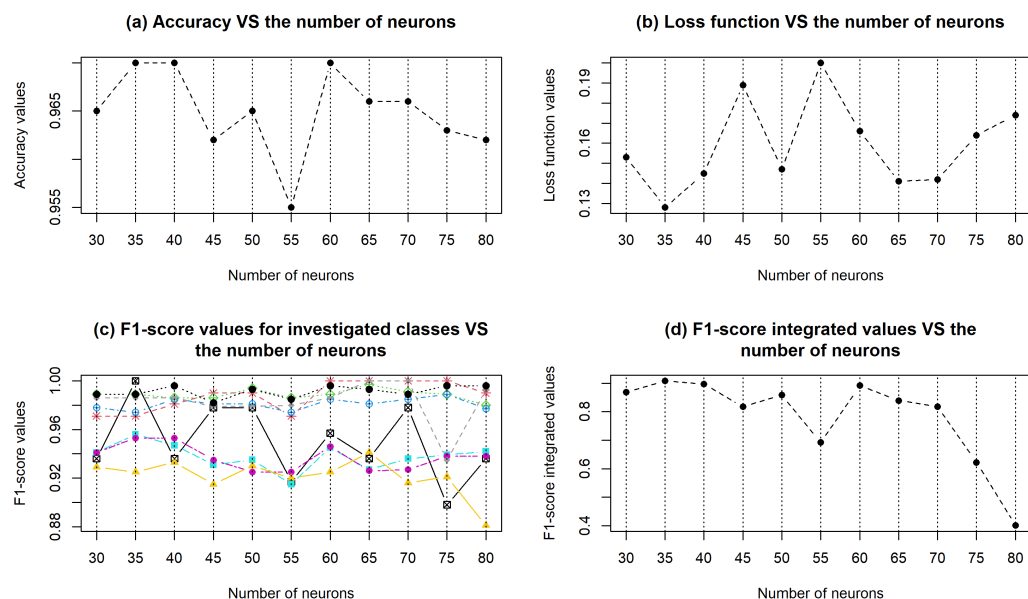 (a) Accuracy VS the number of neurons
Accuracy values
0.965
0.955
30 35 40 45 50 55 60 65 70 75 80
Number of neurons
(b) Loss function VS the number of neurons
Loss function values
0.19
0.16
0.13
30 35 40 45 50 55 60 65 70 75 80
Number of neurons
(c) F1-score values for investigated classes VS
the number of neurons
F1-score values
1.00
0.96
0.92
0.88
30 35 40 45 50 55 60 65 70 75 80
Number of neurons
(d) F1-score integrated values VS the
number of neurons
F1-score integrated values
0.8
0.6
0.4
30 35 40 45 50 55 60 65 70 75 80
Number of neurons